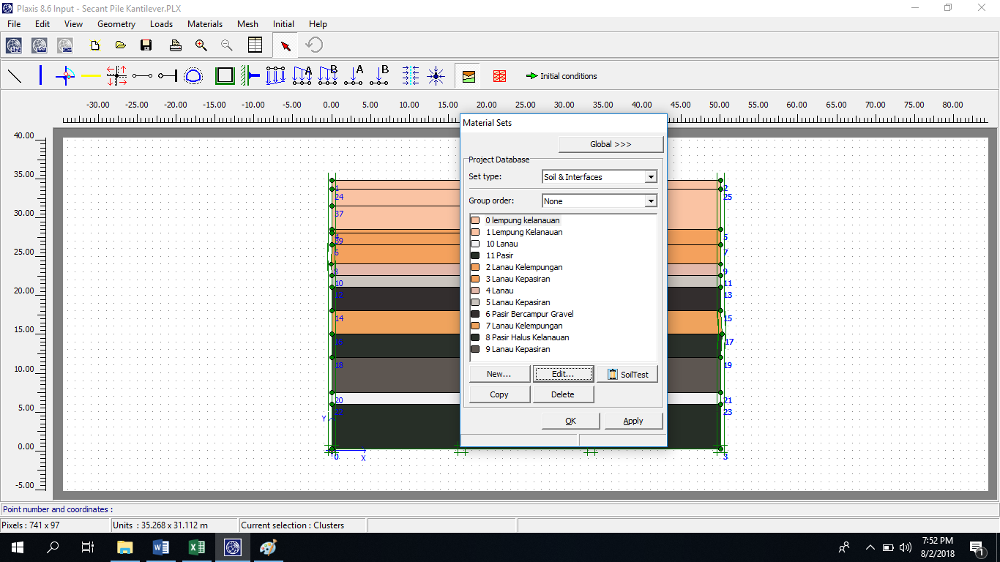 Plaxis 8.6 Input - Secant Pile Kantilever.PLX
File Edit View Geometry Loads Materials Mesh Initial Help
A B A B Initial conditions
-30.00 -25.00 -20.00 -15.00 -10.00 -5.00 0.00 5.00 10.00 15.00 20.00 25.00 30.00 35.00 40.00 45.00 50.00 55.00 60.00 65.00 70.00 75.00 80.00
40.00
35.00
30.00
25.00
20.00
15.00
10.00
5.00
0.00
-5.00
1
24
37
39
6
8
10
12
14
16
18
20
22
0
Y
X
2
25
5
7
9
11
13
15
17
19
21
23
3
Material Sets
Global >>>
Project Database
Set type: Soil & Interfaces
Group order: None
0 lempung kelanauan
1 Lempung Kelanauan
10 Lanau
11 Pasir
2 Lanau Kelempungan
3 Lanau Kepasiran
4 Lanau
5 Lanau Kepasiran
6 Pasir Bercampur Gravel
7 Lanau Kelempungan
8 Pasir Halus Kelanauan
9 Lanau Kepasiran
New... Edit... SoilTest
Copy Delete
OK Apply
Point number and coordinates :
Pixels : 741 x 97 Units : 35.268 x 31.112 m Current selection : Clusters
7:52 PM
8/2/2018
1